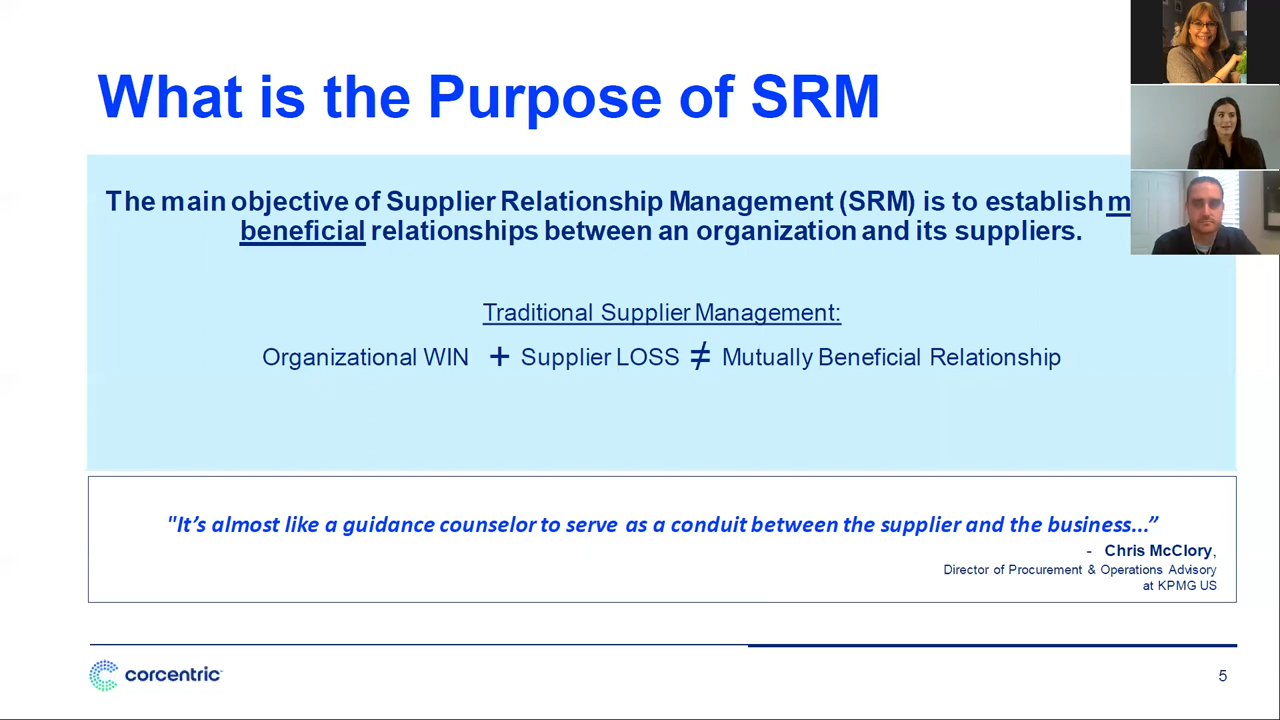 What is the Purpose of SRM
The main objective of Supplier Relationship Management (SRM) is to establish
beneficial relationships between an organization and its suppliers.
Traditional Supplier Management:
Organizational WIN + Supplier LOSS ≠ Mutually Beneficial Relationship
"It’s almost like a guidance counselor to serve as a conduit between the supplier and the business...”
- Chris McClory,
Director of Procurement & Operations Advisory
at KPMG US
corcentric
5